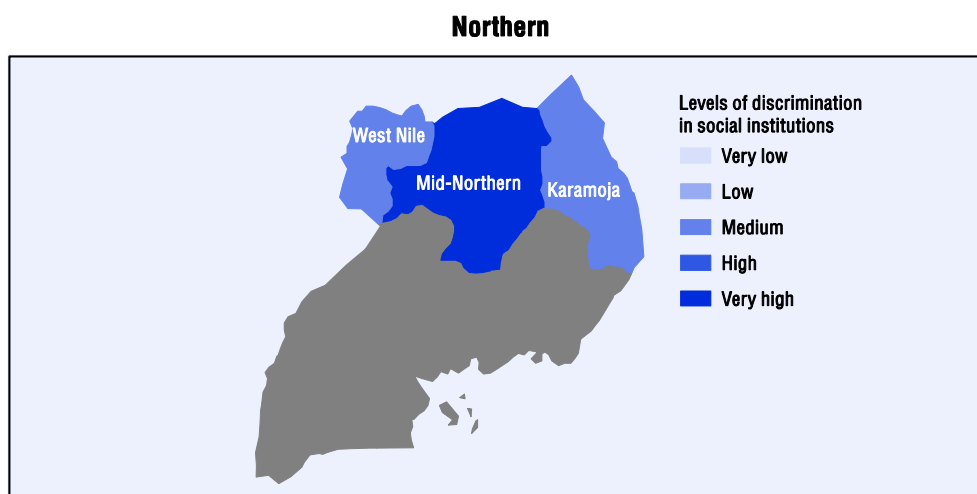 Northern
West Nile
Mid-Northern
Karamoja
Levels of discrimination
in social institutions
Very low
Low
Medium
High
Very high